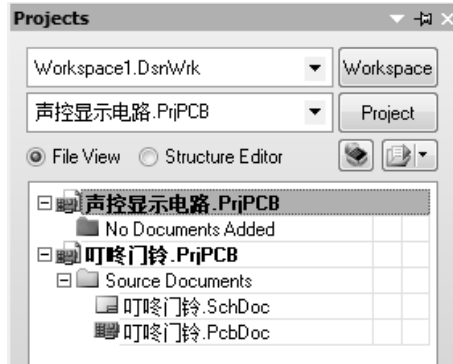 Projects
Workspace1.DsnWrk Workspace
声控显示电路.PrjPCB Project
File View Structure Editor
声控显示电路.PrjPCB
No Documents Added
叮咚门铃.PrjPCB
Source Documents
叮咚门铃.SchDoc
叮咚门铃.PcbDoc